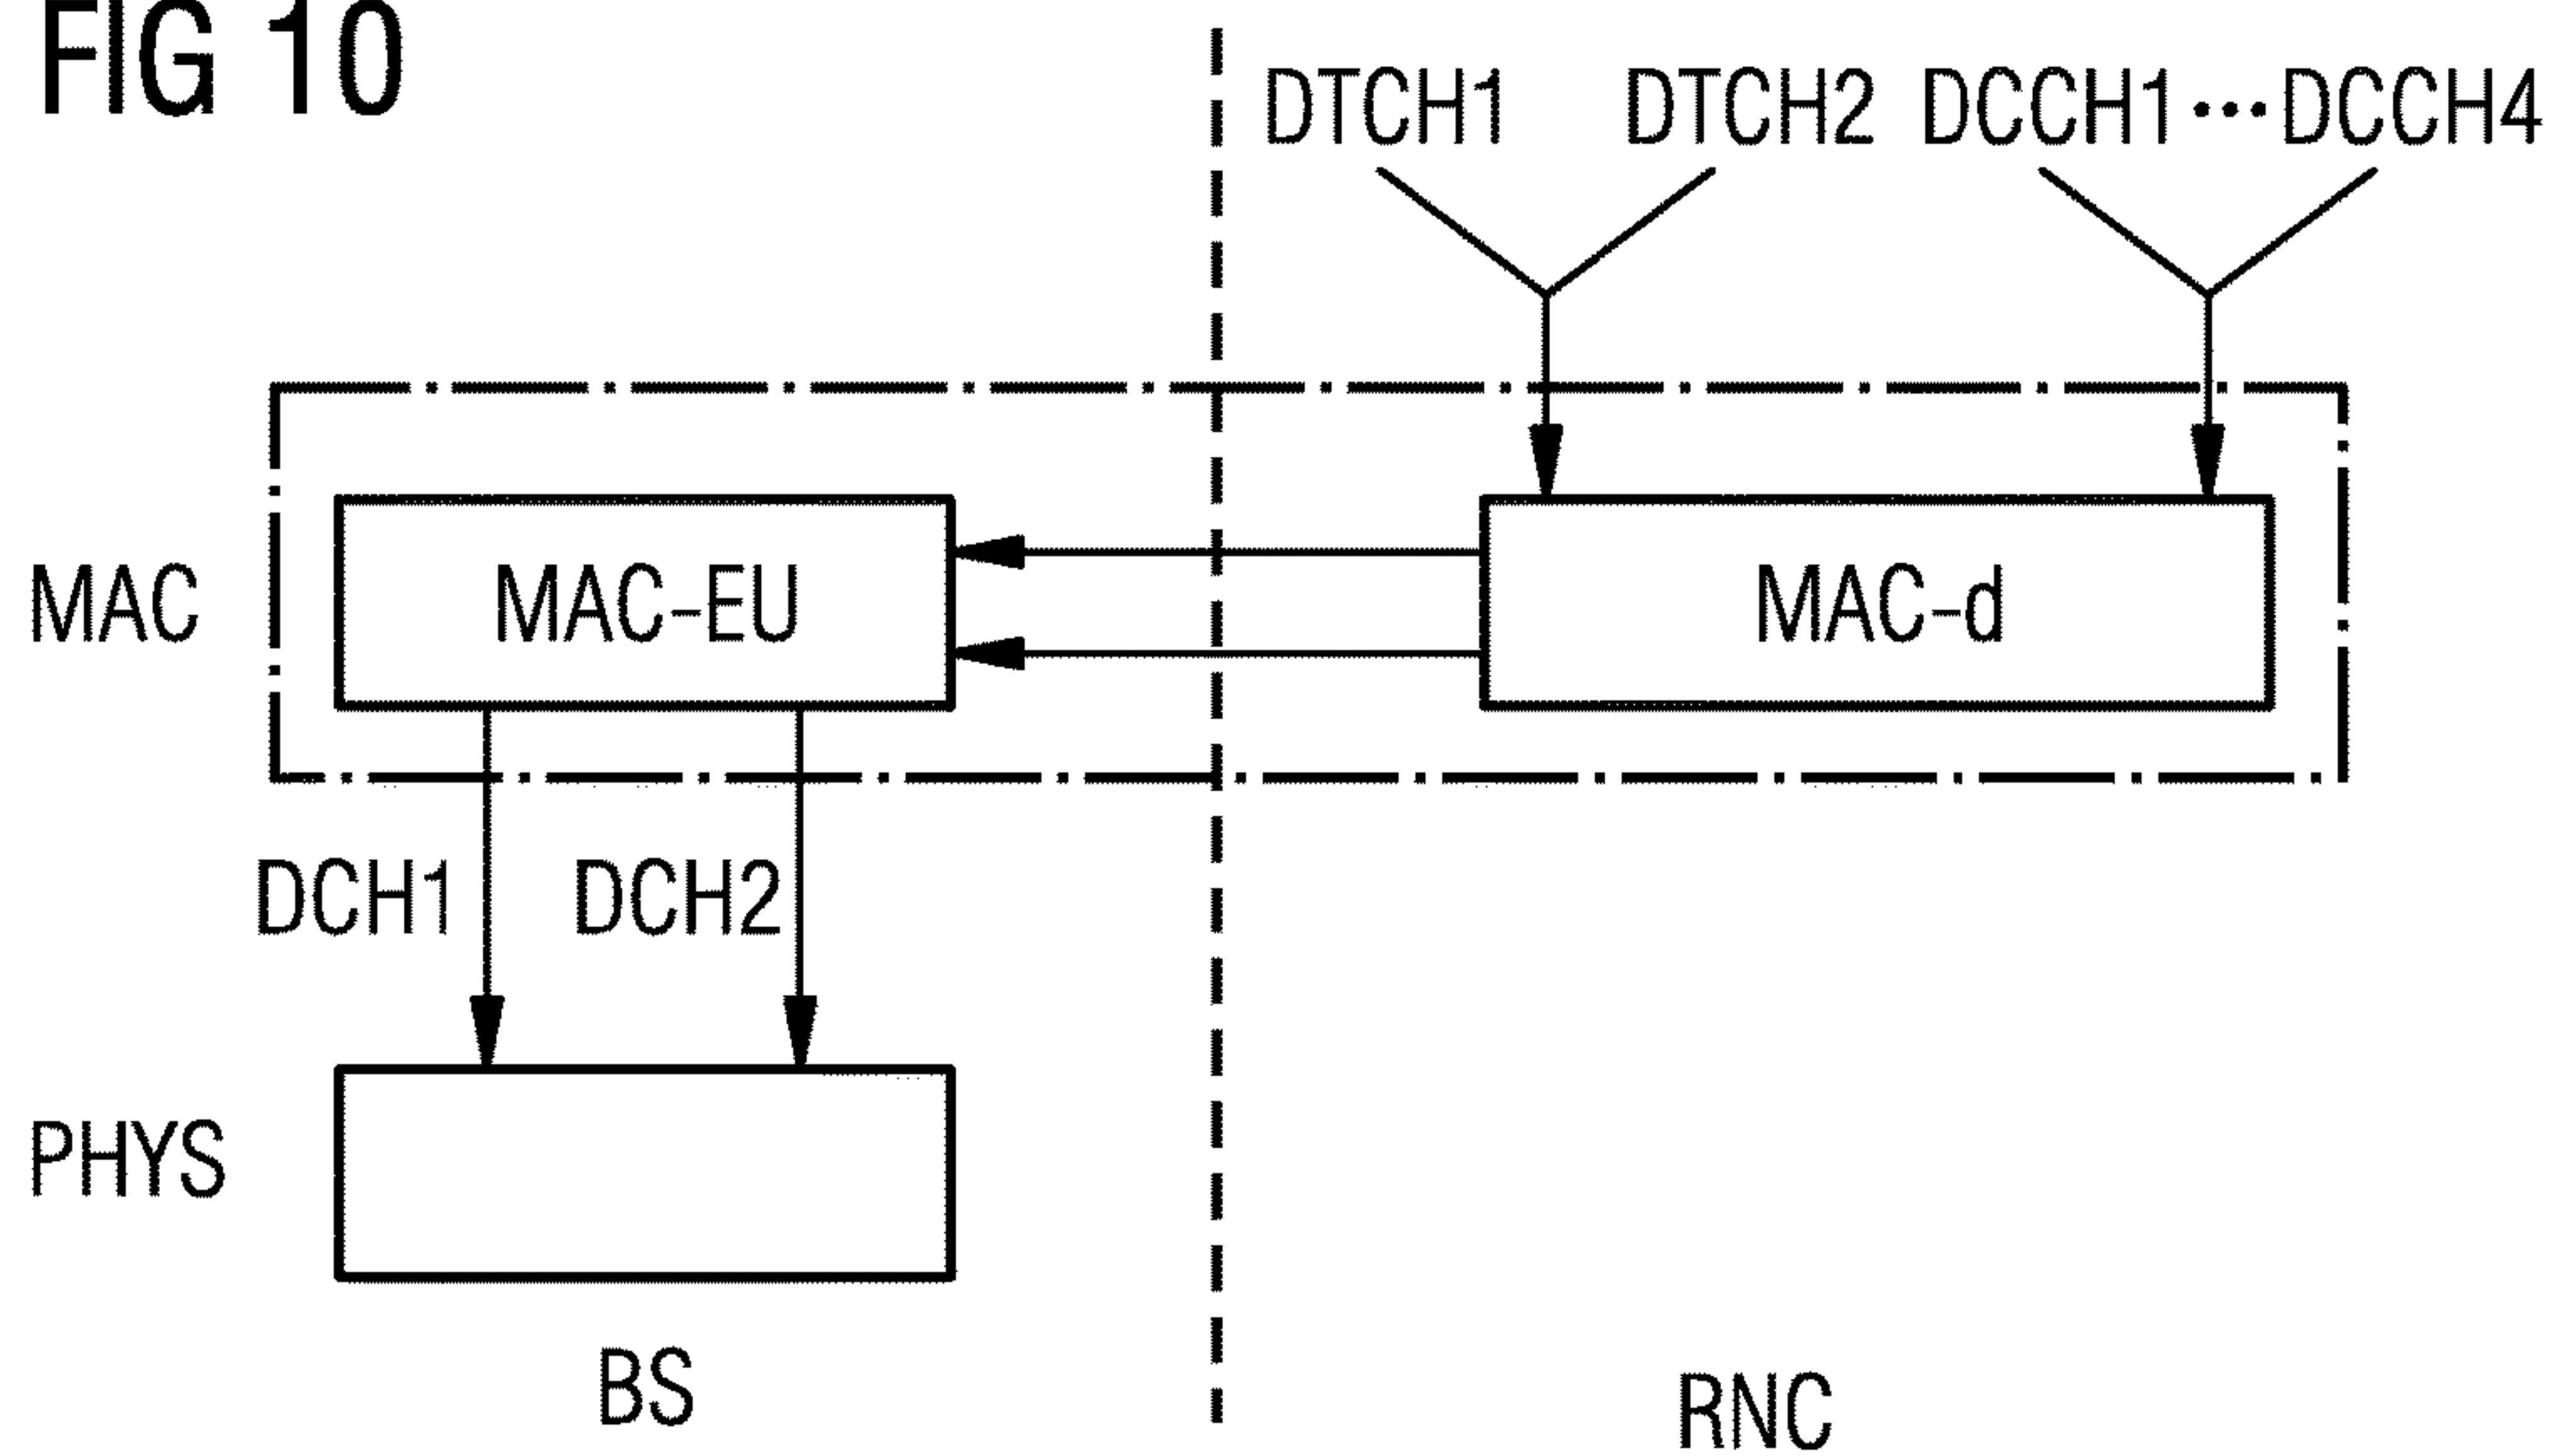 FIG 10
DTCH1 DTCH2 DCCH1...DCCH4
MAC MAC-EU MAC-d
DCH1 DCH2
PHYS
BS
RNC